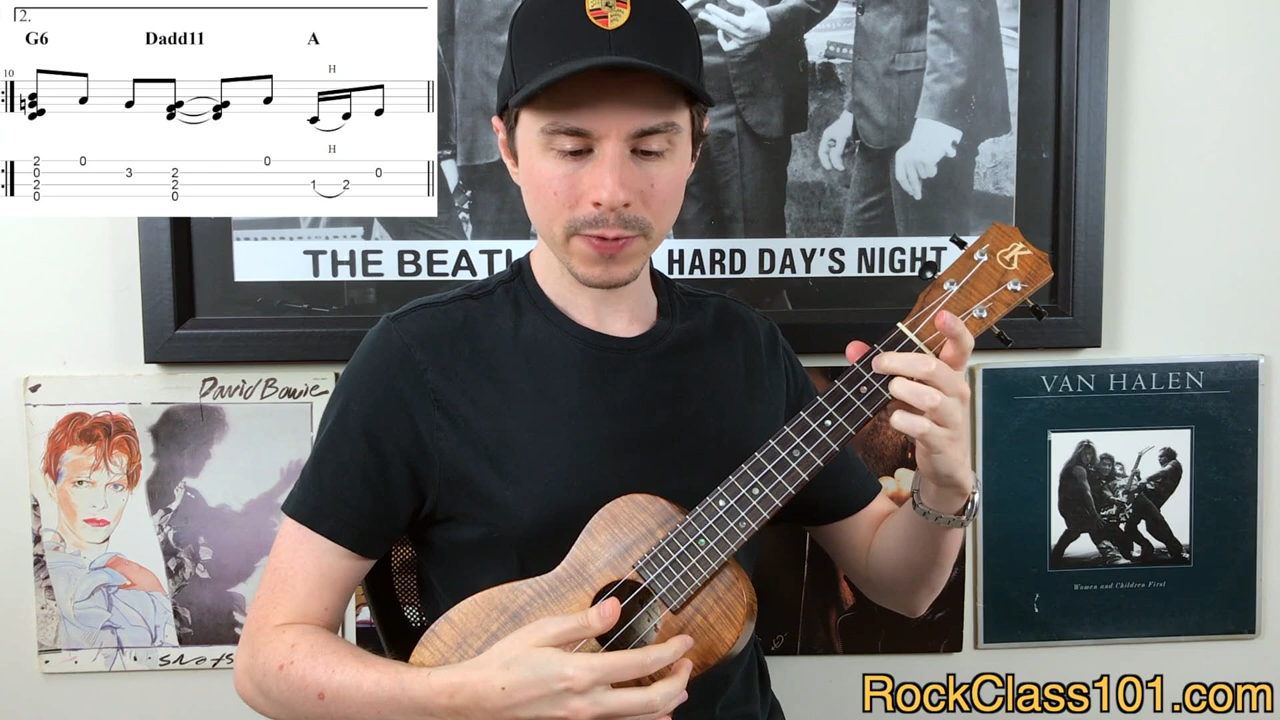 2.
G6 Dadd11 A
10
H
H
2 0 0
0 3 2 0
2 2 1 2
0 0
THE BEATL HARD DAY'S NIGHT
David Bowie
VAN HALEN
Women and Children First
RockClass101.com